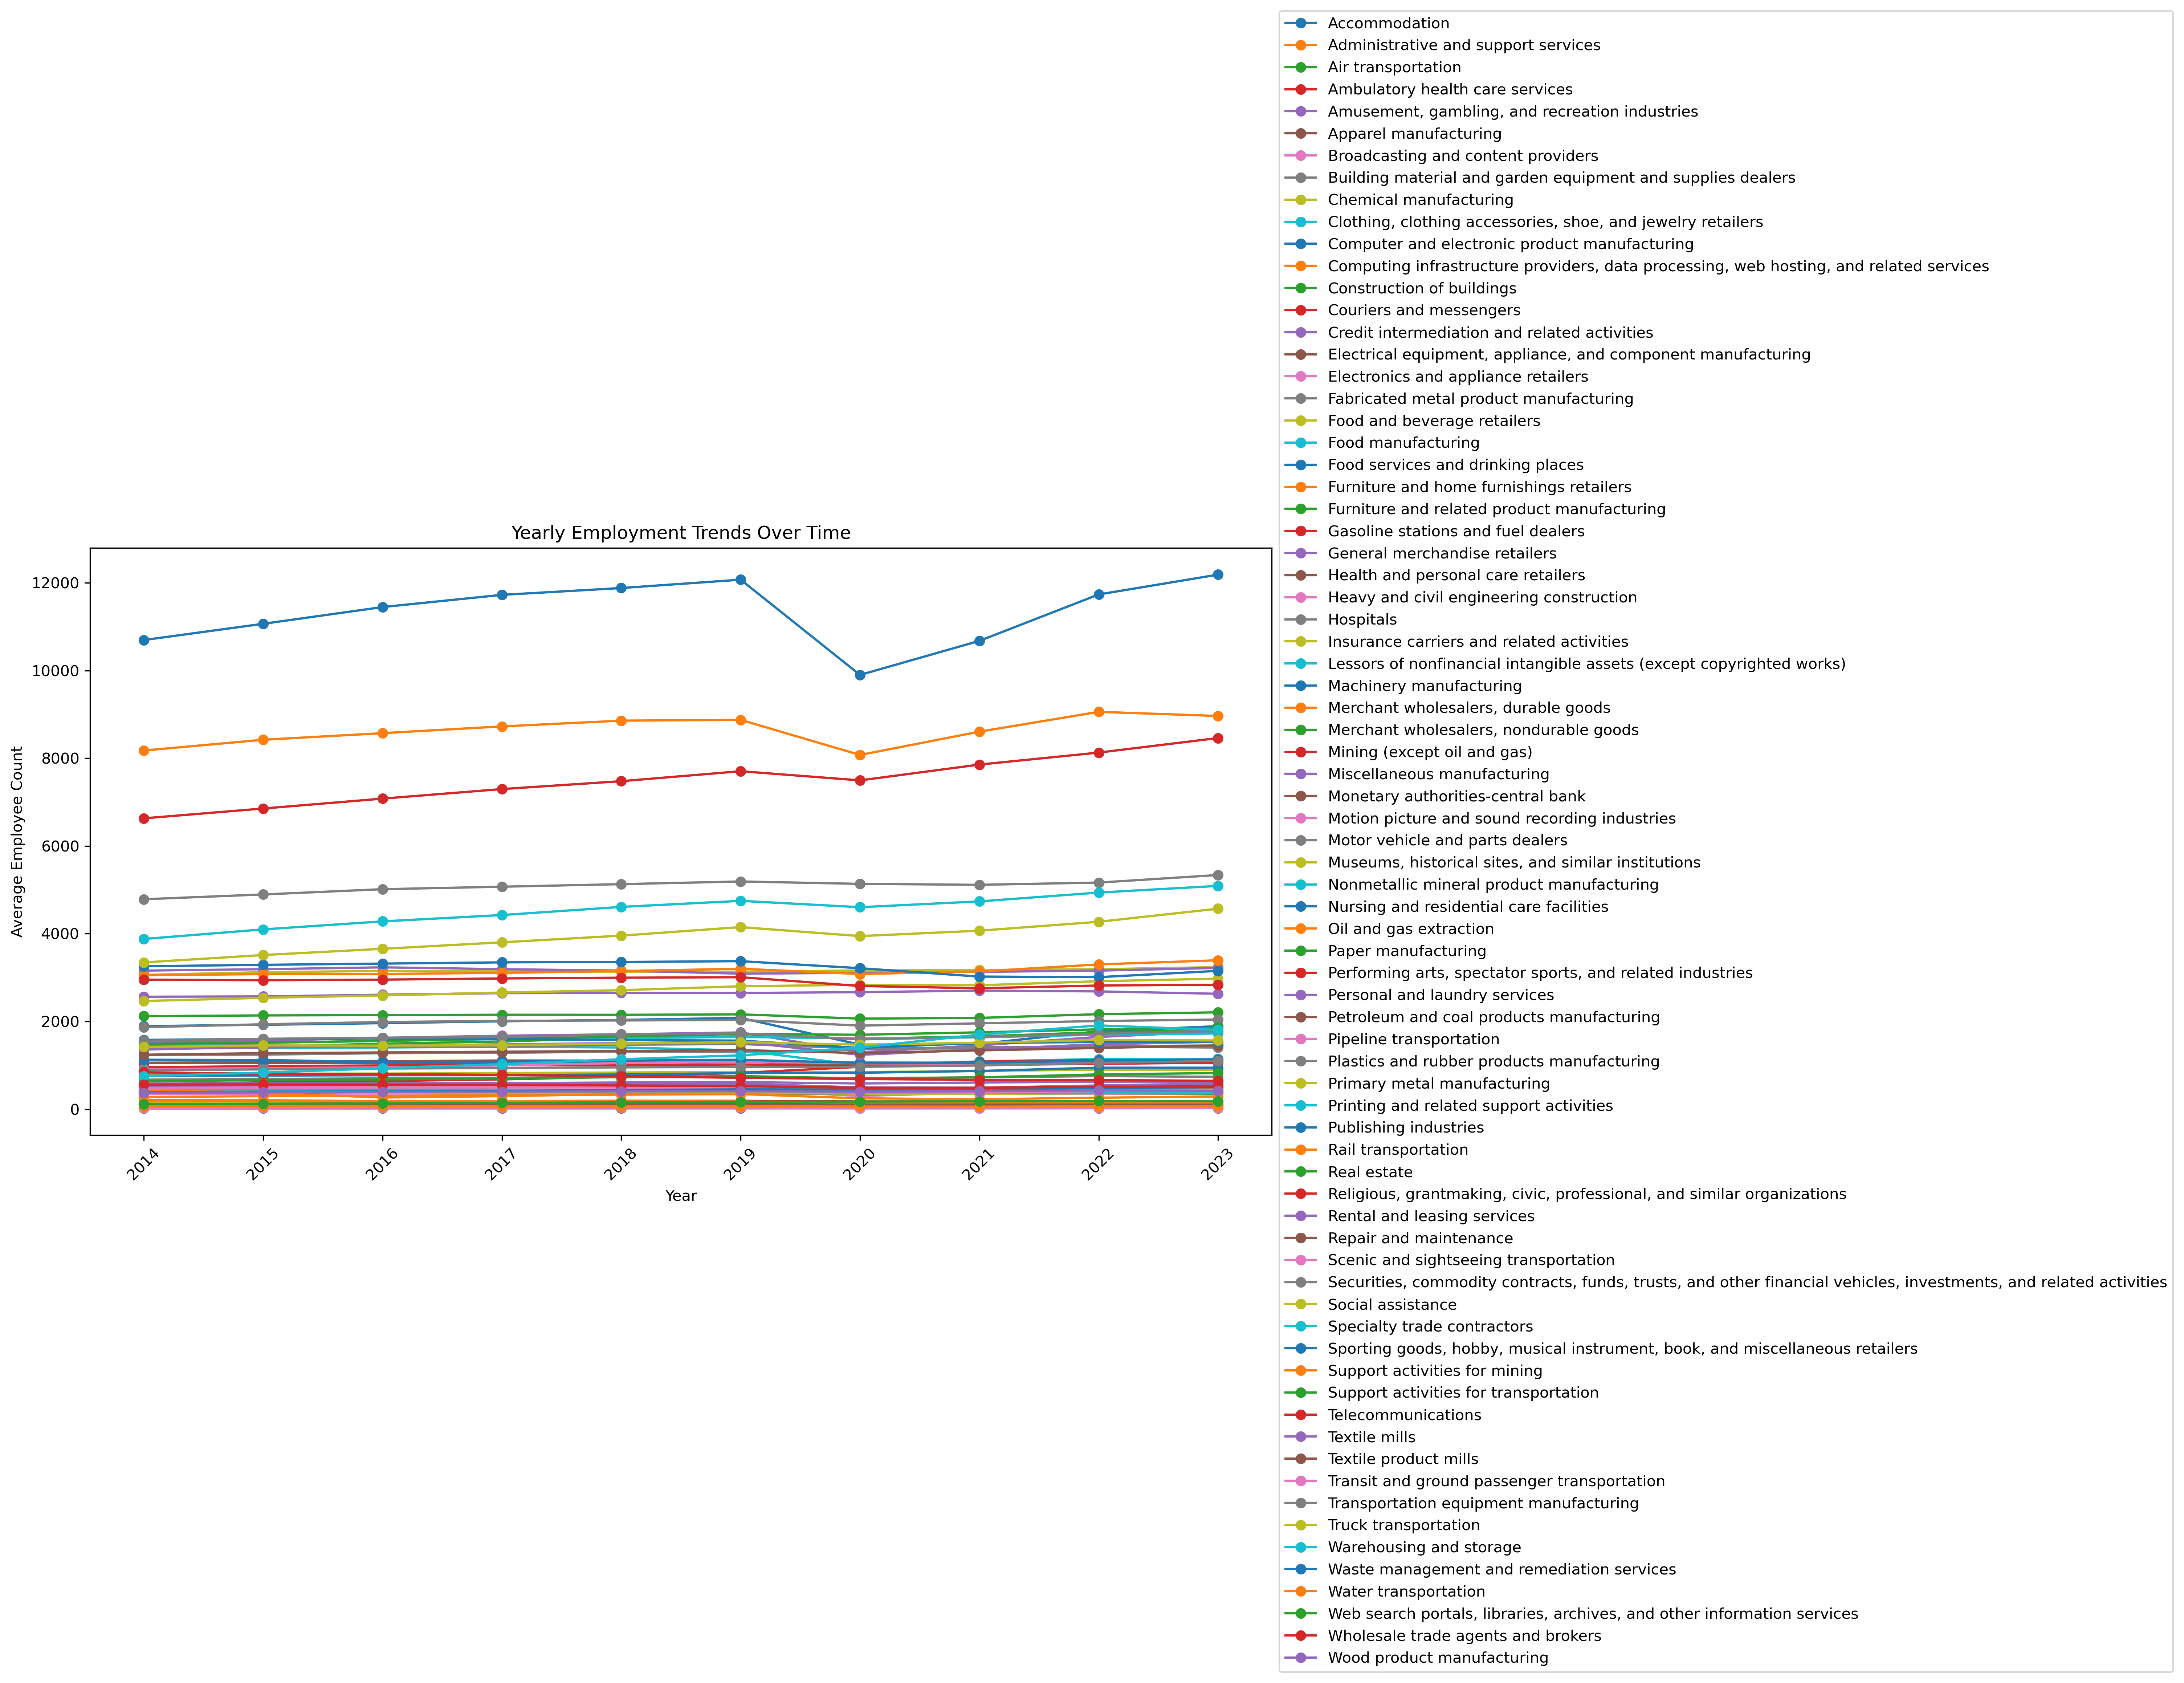 Yearly Employment Trends Over Time
Average Employee Count
12000
10000
8000
6000
4000
2000
0
2014
2015
2016
2017
2018
2019
2020
2021
2022
2023
Year
Accommodation
Administrative and support services
Air transportation
Ambulatory health care services
Amusement, gambling, and recreation industries
Apparel manufacturing
Broadcasting and content providers
Building material and garden equipment and supplies dealers
Chemical manufacturing
Clothing, clothing accessories, shoe, and jewelry retailers
Computer and electronic product manufacturing
Computing infrastructure providers, data processing, web hosting, and related services
Construction of buildings
Couriers and messengers
Credit intermediation and related activities
Electrical equipment, appliance, and component manufacturing
Electronics and appliance retailers
Fabricated metal product manufacturing
Food and beverage retailers
Food manufacturing
Food services and drinking places
Furniture and home furnishings retailers
Furniture and related product manufacturing
Gasoline stations and fuel dealers
General merchandise retailers
Health and personal care retailers
Heavy and civil engineering construction
Hospitals
Insurance carriers and related activities
Lessors of nonfinancial intangible assets (except copyrighted works)
Machinery manufacturing
Merchant wholesalers, durable goods
Merchant wholesalers, nondurable goods
Mining (except oil and gas)
Miscellaneous manufacturing
Monetary authorities-central bank
Motion picture and sound recording industries
Motor vehicle and parts dealers
Museums, historical sites, and similar institutions
Nonmetallic mineral product manufacturing
Nursing and residential care facilities
Oil and gas extraction
Paper manufacturing
Performing arts, spectator sports, and related industries
Personal and laundry services
Petroleum and coal products manufacturing
Pipeline transportation
Plastics and rubber products manufacturing
Primary metal manufacturing
Printing and related support activities
Publishing industries
Rail transportation
Real estate
Religious, grantmaking, civic, professional, and similar organizations
Rental and leasing services
Repair and maintenance
Scenic and sightseeing transportation
Securities, commodity contracts, funds, trusts, and other financial vehicles, investments, and related activities
Social assistance
Specialty trade contractors
Sporting goods, hobby, musical instrument, book, and miscellaneous retailers
Support activities for mining
Support activities for transportation
Telecommunications
Textile mills
Textile product mills
Transit and ground passenger transportation
Transportation equipment manufacturing
Truck transportation
Warehousing and storage
Waste management and remediation services
Water transportation
Web search portals, libraries, archives, and other information services
Wholesale trade agents and brokers
Wood product manufacturing